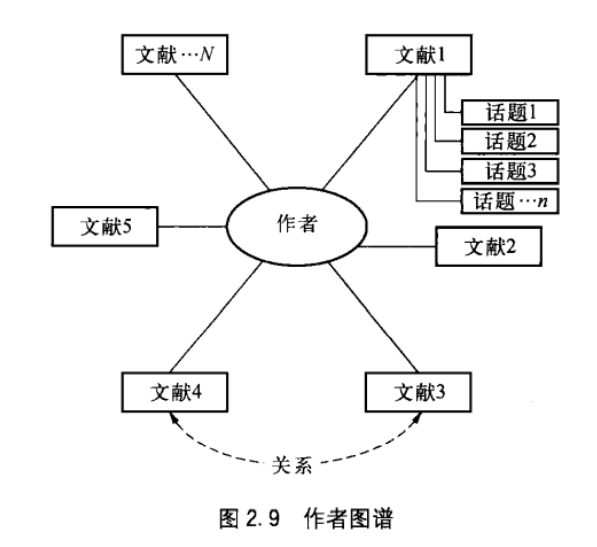 文献…N
文献1
话题1
话题2
话题3
话题…n
作者
文献5
文献2
文献4
文献3
关系
图 2.9 作者图谱